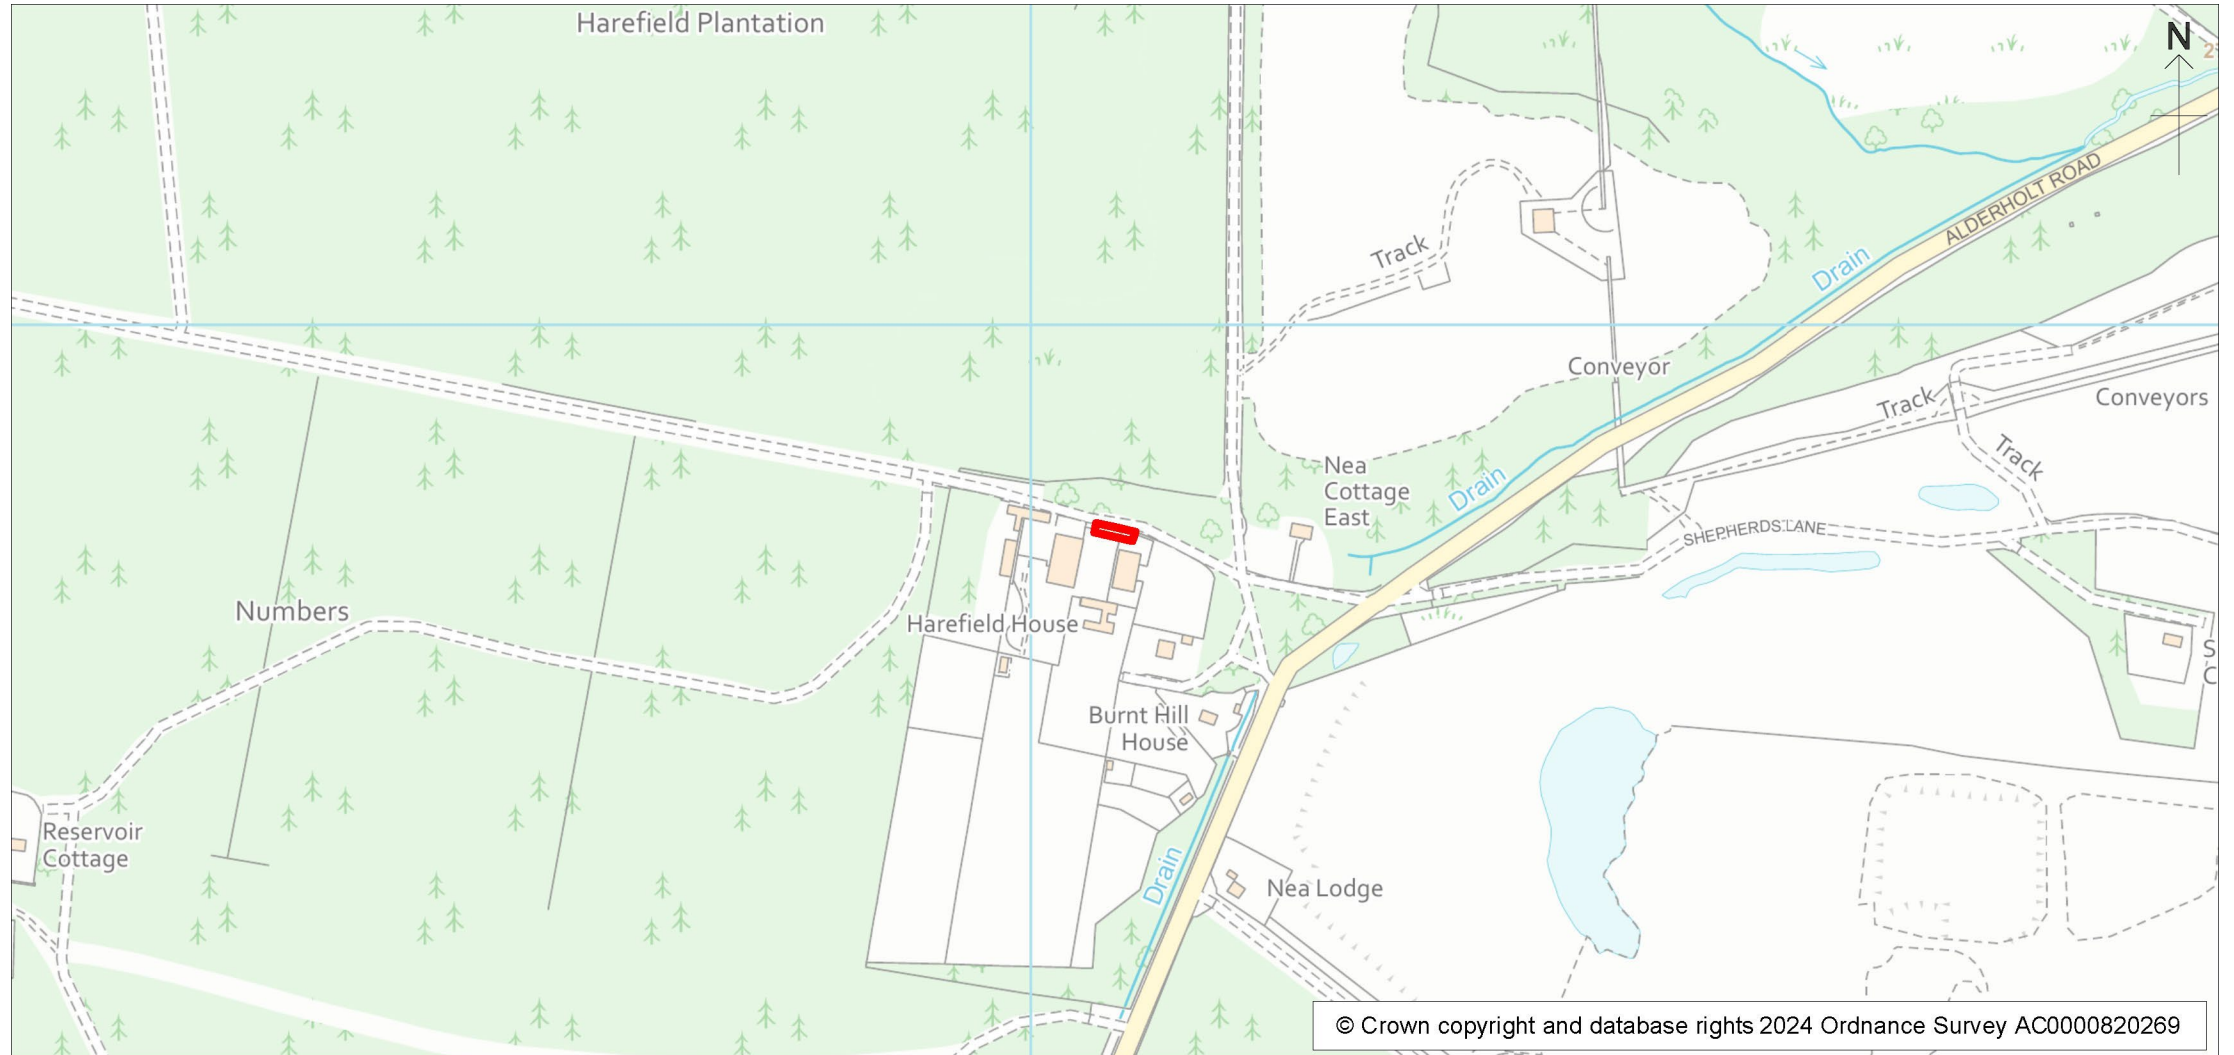 Harefield Plantation
N
ALDERHOLT ROAD
Track
Drain
Conveyor
Conveyors
Track
Track
Nea
Cottage
East
Drain
SHEPHERDS LANE
Numbers
Harefield House
Burnt Hill
House
Reservoir
Cottage
Drain
Nea Lodge
© Crown copyright and database rights 2024 Ordnance Survey AC0000820269